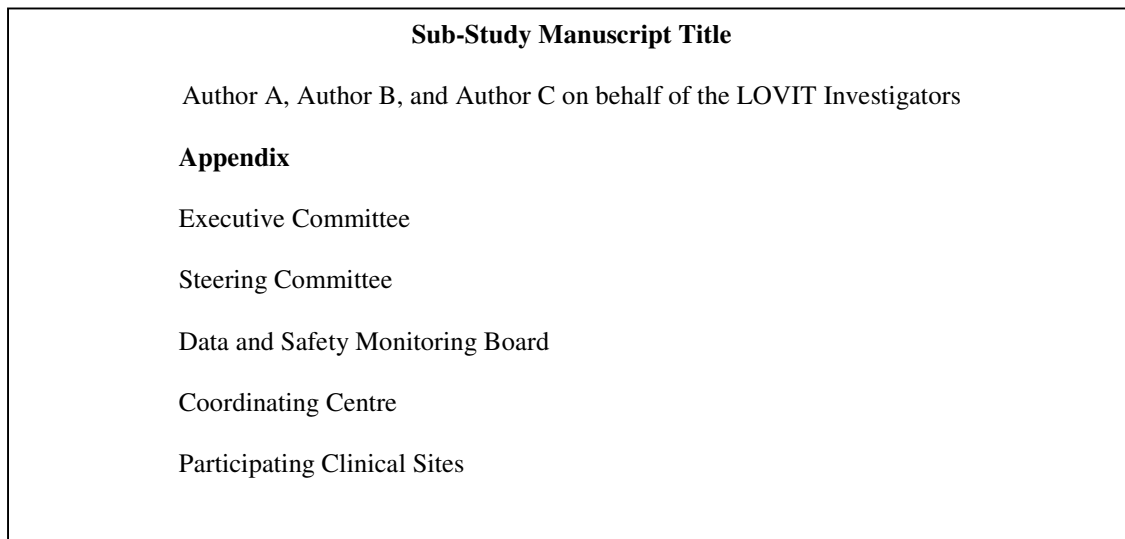 Sub-Study Manuscript Title
Author A, Author B, and Author C on behalf of the LOVIT Investigators
Appendix
Executive Committee
Steering Committee
Data and Safety Monitoring Board
Coordinating Centre
Participating Clinical Sites